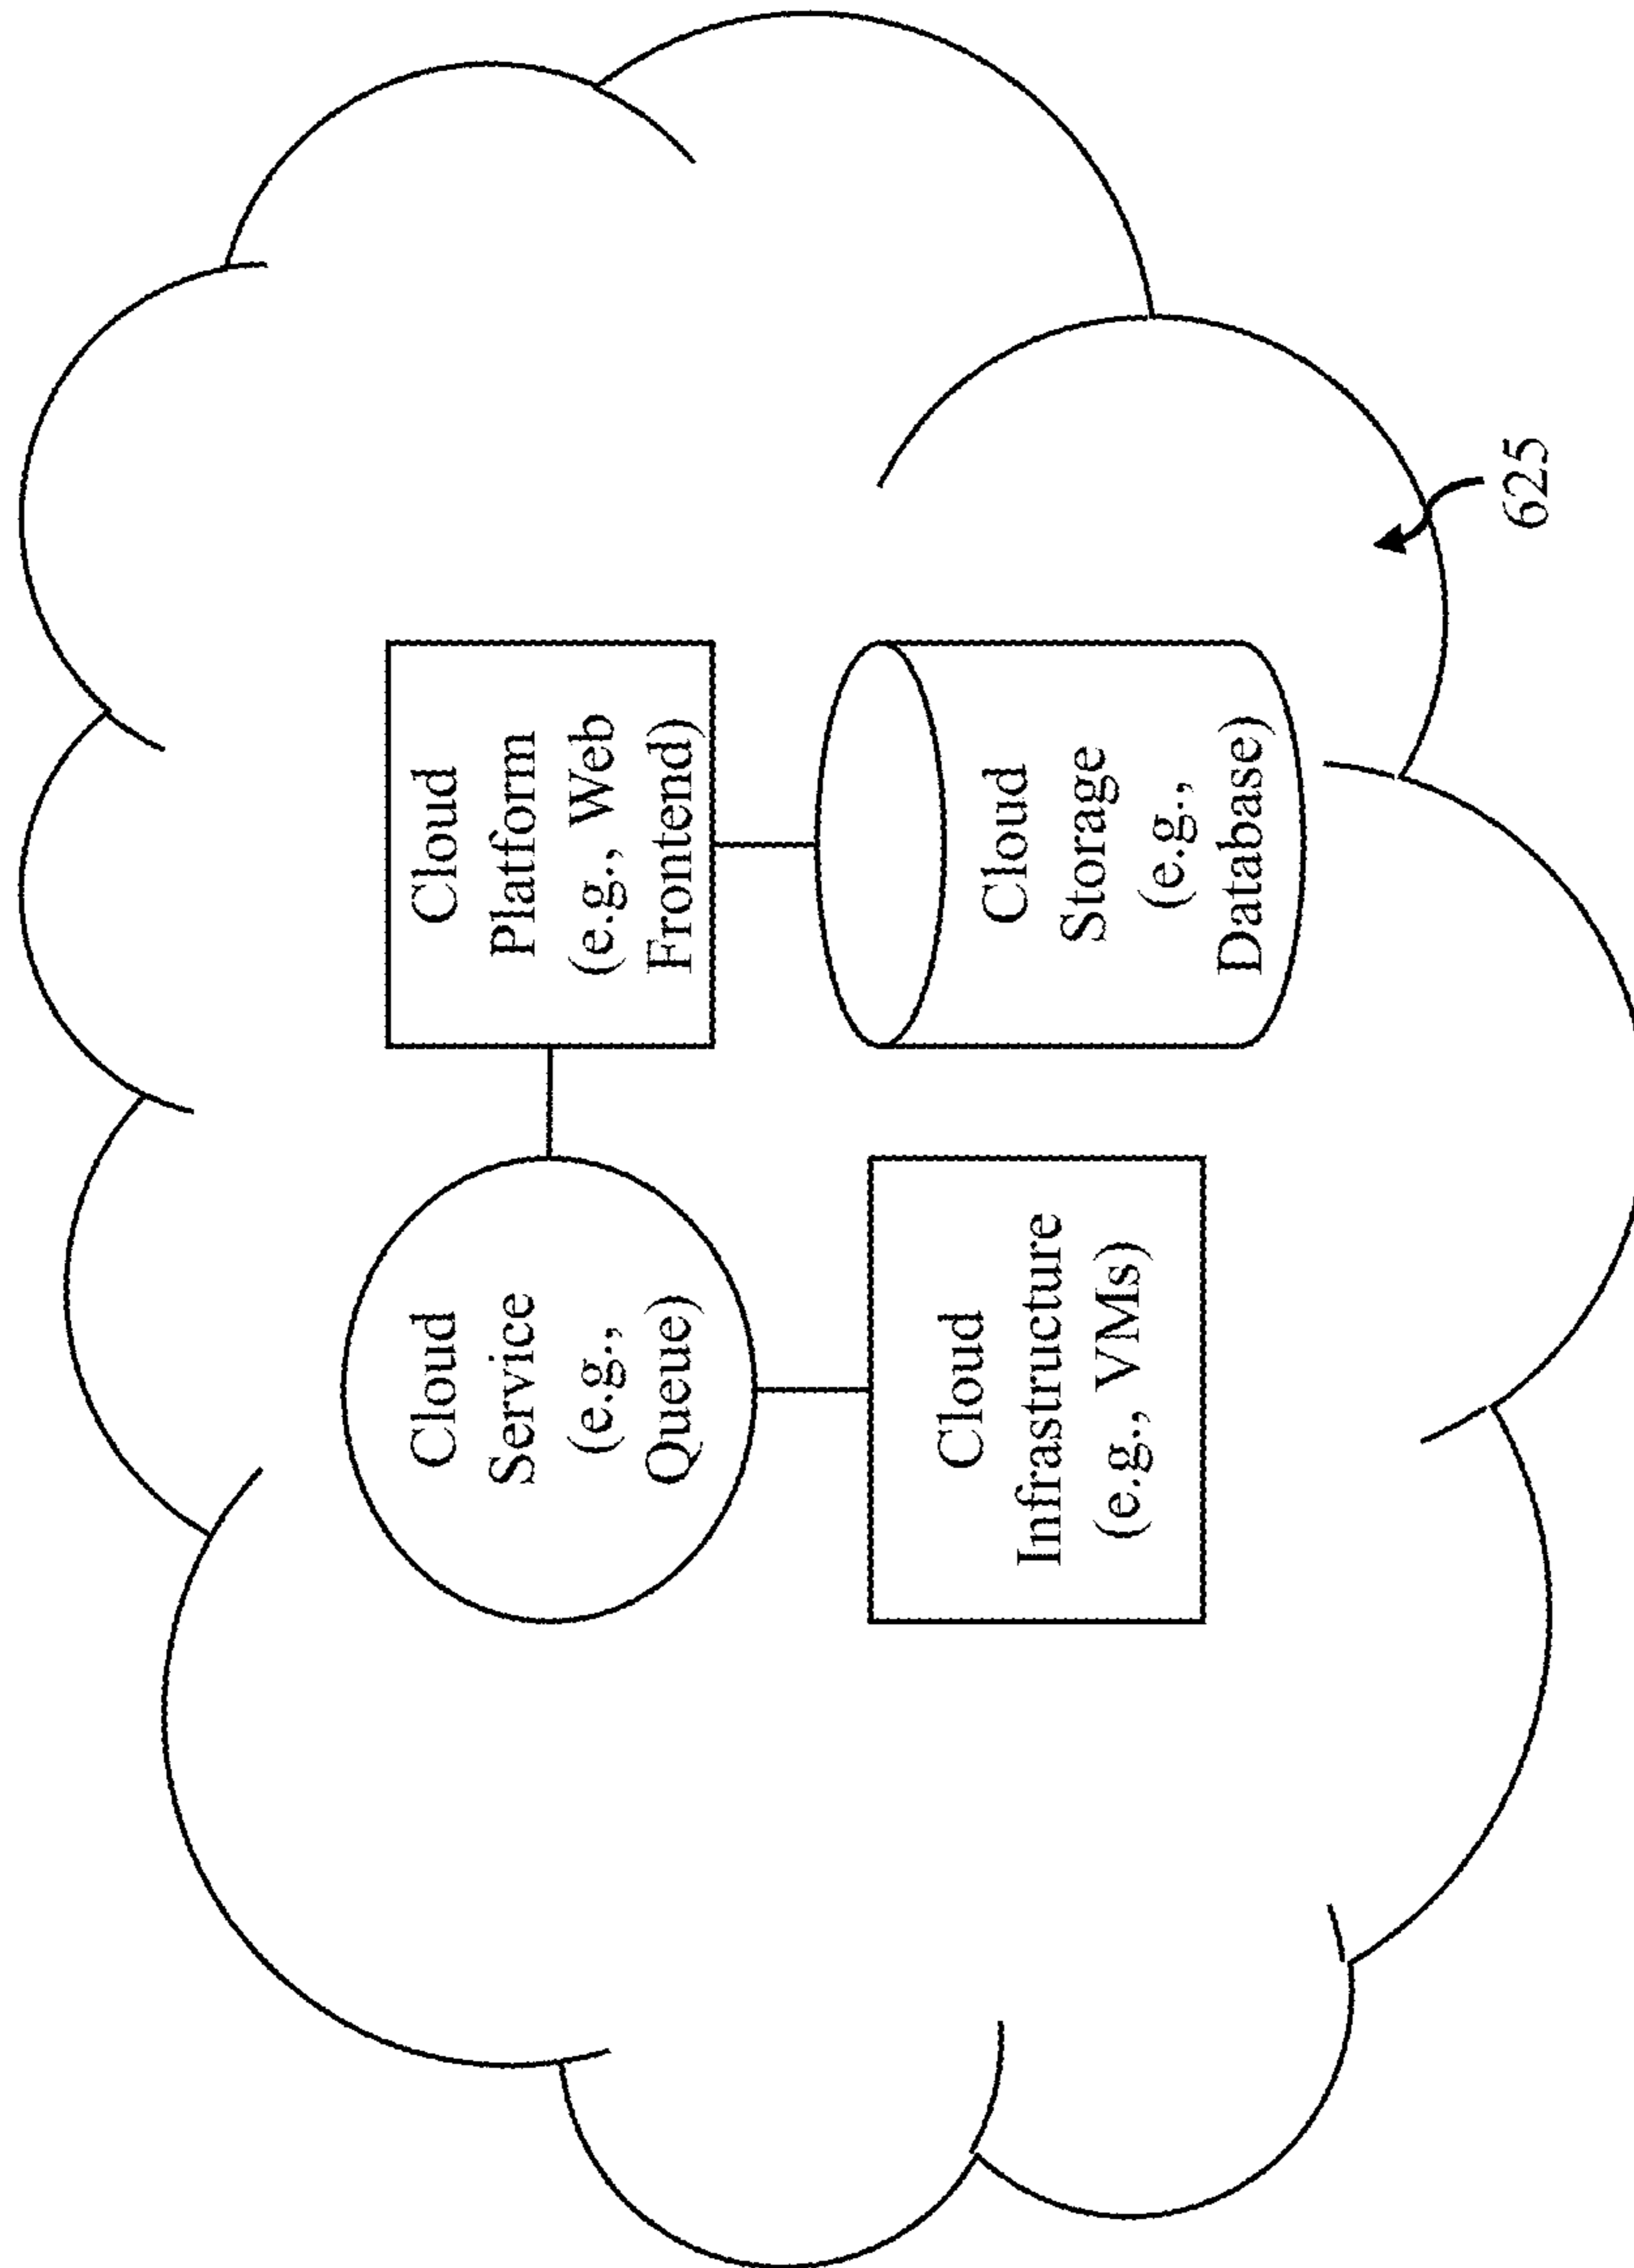 Cloud
Service
(e.g.,
Queue)
Cloud
Platform
(e.g., Web
Frontend)
Cloud
Infrastructure
(e.g., VMs)
Cloud
Storage
(e.g.,
Database)
625